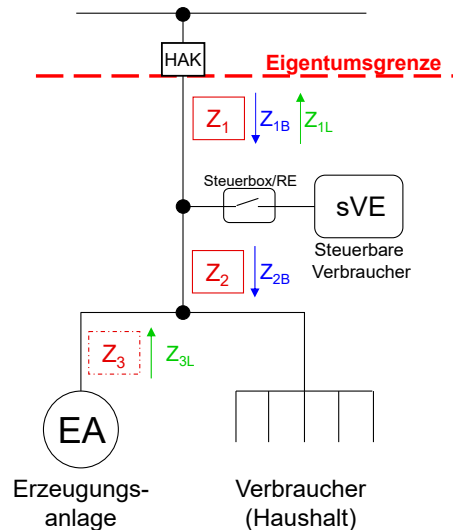 HAK
Eigentumsgrenze
Z1 Z1B Z1L
Steuerbox/RE
sVE
Steuerbare
Verbraucher
Z2 Z2B
Z3 Z3L
EA
Erzeugungs-
anlage
Verbraucher
(Haushalt)